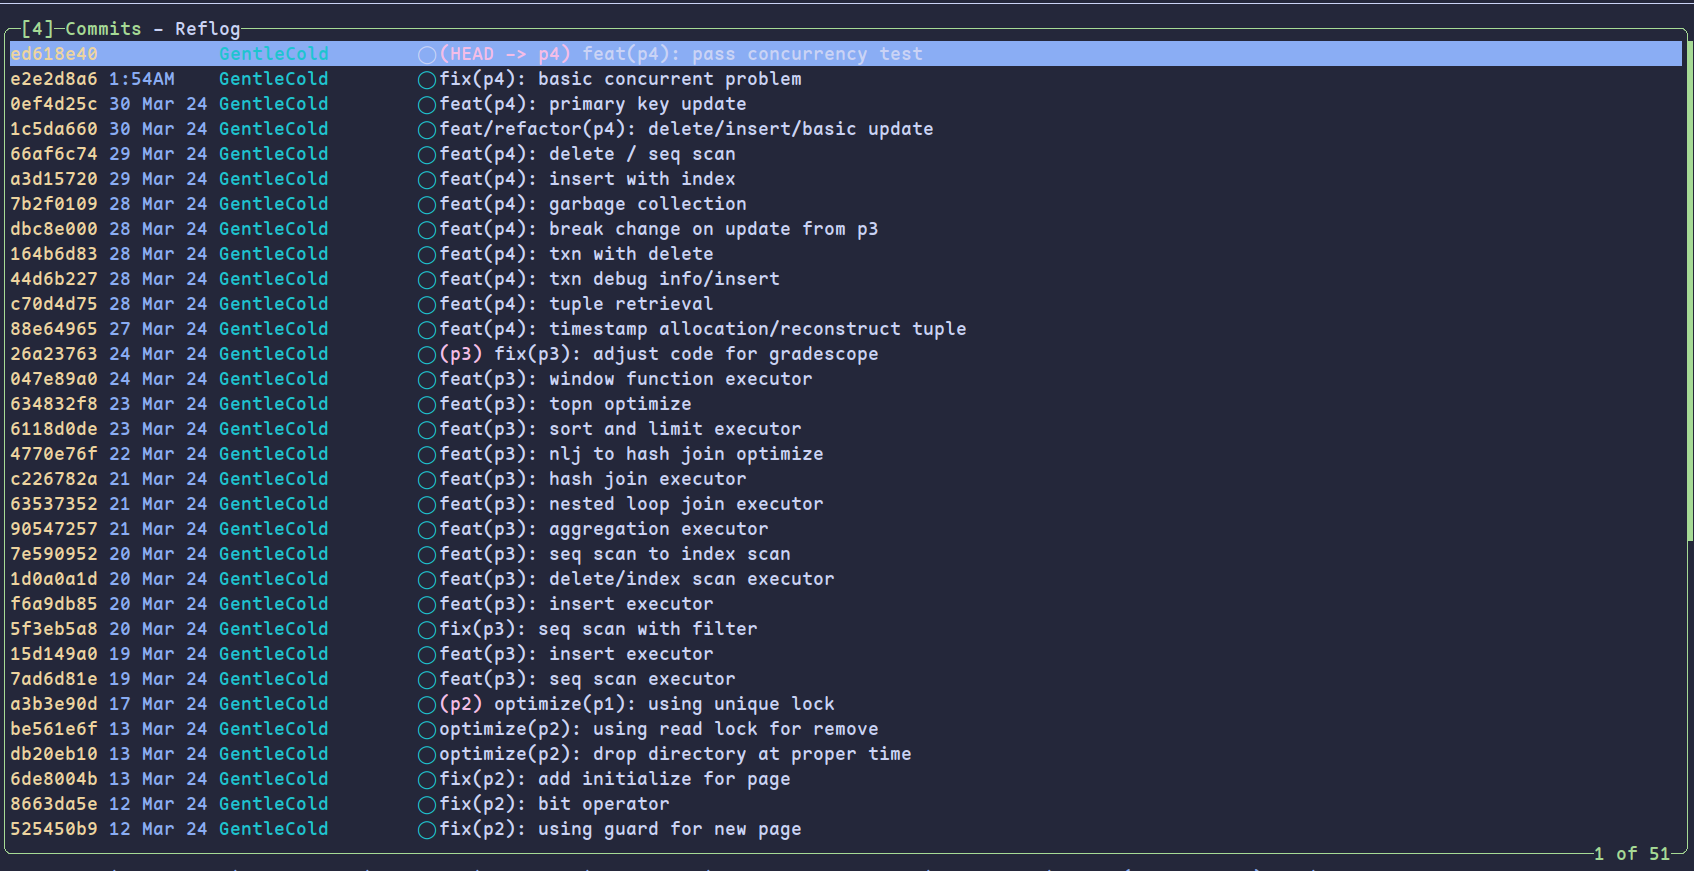 [4]─Commits - Reflog
ed618e40 GentleCold (HEAD -> p4) feat(p4): pass concurrency test
e2e2d8a6 1:54AM GentleCold fix(p4): basic concurrent problem
0ef4d25c 30 Mar 24 GentleCold feat(p4): primary key update
1c5da660 30 Mar 24 GentleCold feat/refactor(p4): delete/insert/basic update
66af6c74 29 Mar 24 GentleCold feat(p4): delete / seq scan
a3d15720 29 Mar 24 GentleCold feat(p4): insert with index
7b2f0109 28 Mar 24 GentleCold feat(p4): garbage collection
dbc8e000 28 Mar 24 GentleCold feat(p4): break change on update from p3
164b6d83 28 Mar 24 GentleCold feat(p4): txn with delete
44d6b227 28 Mar 24 GentleCold feat(p4): txn debug info/insert
c70d4d75 28 Mar 24 GentleCold feat(p4): tuple retrieval
88e64965 27 Mar 24 GentleCold feat(p4): timestamp allocation/reconstruct tuple
26a23763 24 Mar 24 GentleCold (p3) fix(p3): adjust code for gradescope
047e89a0 24 Mar 24 GentleCold feat(p3): window function executor
634832f8 23 Mar 24 GentleCold feat(p3): topn optimize
6118d0de 23 Mar 24 GentleCold feat(p3): sort and limit executor
4770e76f 22 Mar 24 GentleCold feat(p3): nlj to hash join optimize
c226782a 21 Mar 24 GentleCold feat(p3): hash join executor
63537352 21 Mar 24 GentleCold feat(p3): nested loop join executor
90547257 21 Mar 24 GentleCold feat(p3): aggregation executor
7e590952 20 Mar 24 GentleCold feat(p3): seq scan to index scan
1d0a0a1d 20 Mar 24 GentleCold feat(p3): delete/index scan executor
f6a9db85 20 Mar 24 GentleCold feat(p3): insert executor
5f3eb5a8 20 Mar 24 GentleCold fix(p3): seq scan with filter
15d149a0 19 Mar 24 GentleCold feat(p3): insert executor
7ad6d81e 19 Mar 24 GentleCold feat(p3): seq scan executor
a3b3e90d 17 Mar 24 GentleCold (p2) optimize(p1): using unique lock
be561e6f 13 Mar 24 GentleCold optimize(p2): using read lock for remove
db20eb10 13 Mar 24 GentleCold optimize(p2): drop directory at proper time
6de8004b 13 Mar 24 GentleCold fix(p2): add initialize for page
8663da5e 12 Mar 24 GentleCold fix(p2): bit operator
525450b9 12 Mar 24 GentleCold fix(p2): using guard for new page
1 of 51